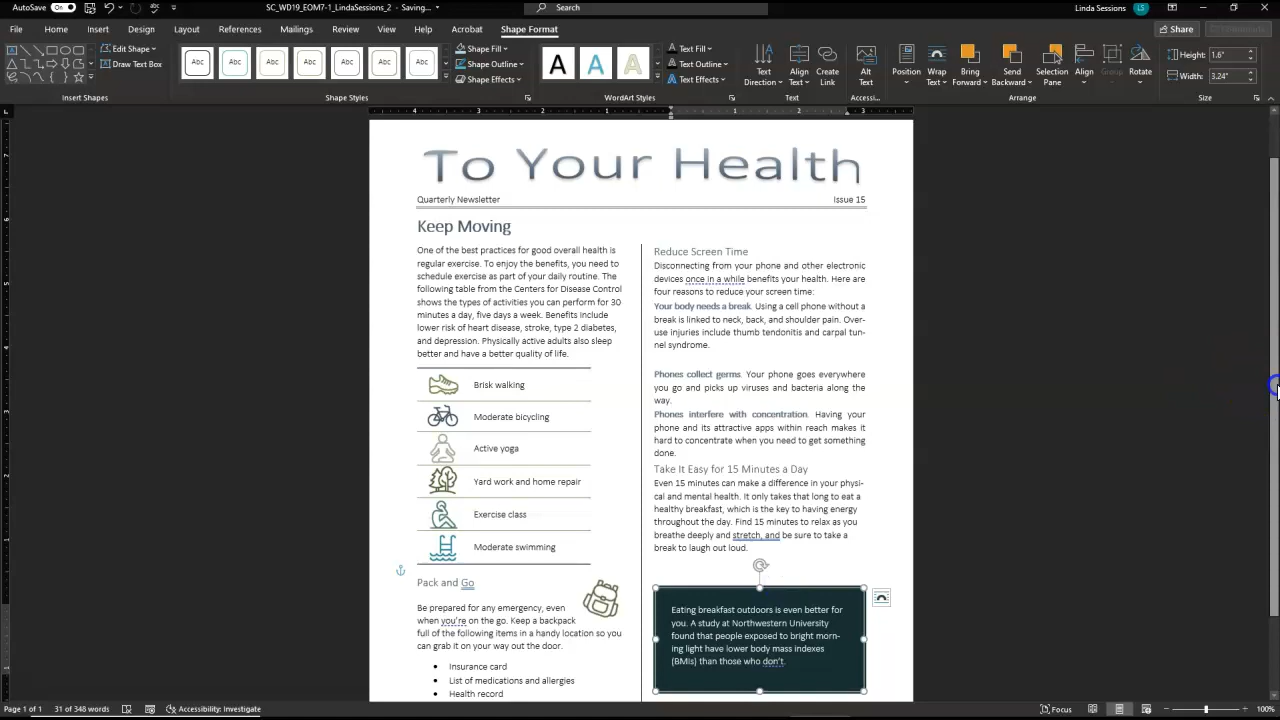 AutoSave On SC_WD19_EOM7-1_LindaSessions - Saving... Search Linda Sessions LS
File Home Insert Draw Design Layout References Mailings Review View Help Acrobat Shape Format Share Comments
Edit Shape
Draw Text Box
Insert Shapes
Abc Abc Abc Abc Abc Abc Abc
Shape Fill
Shape Outline
Shape Effects
Shape Styles
A A A
Text Fill
Text Outline
Text Effects
WordArt Styles
Text Direction
Align Text
Create Link
Text
Alt Text
Accessi...
Position
Wrap Text
Bring Forward
Send Backward
Selection Pane
Align
Group
Rotate
Arrange
Height: 1.6"
Width: 3.24"
Size
4 3 2 1 1 2 3
To Your Health
Quarterly Newsletter Issue 15
Keep Moving
One of the best practices for good overall health is
regular exercise. To enjoy the benefits, you need to
schedule exercise as part of your daily routine. The
following table from the Centers for Disease Control
shows the types of activities you can perform for 30
minutes a day, five days a week. Benefits include
lower risk of heart disease, stroke, type 2 diabetes,
and depression. Physically active adults also sleep
better and have a better quality of life.
Brisk walking
Moderate bicycling
Active yoga
Yard work and home repair
Exercise class
Moderate swimming
Pack and Go
Be prepared for any emergency, even
when you're on the go. Keep a backpack
full of the following items in a handy location so you
can grab it on your way out the door.
• Insurance card
• List of medications and allergies
• Health record
Reduce Screen Time
Disconnecting from your phone and other electronic
devices once in a while benefits your health. Here are
four reasons to reduce your screen time:
Your body needs a break. Using a cell phone without a
break is linked to neck, back, and shoulder pain. Over-
use injuries include thumb tendonitis and carpal tun-
nel syndrome.
Phones collect germs. Your phone goes everywhere
you go and picks up viruses and bacteria along the
way.
Phones interfere with concentration. Having your
phone and its attractive apps within reach makes it
hard to concentrate when you need to get something
done.
Take It Easy for 15 Minutes a Day
Even 15 minutes can make a difference in your physi-
cal and mental health. It only takes that long to eat a
healthy breakfast, which is the key to having energy
throughout the day. Find 15 minutes to relax as you
breathe deeply and stretch, and be sure to take a
break to laugh out loud.
Eating breakfast outdoors is even better for
you. A study at Northwestern University
found that people exposed to bright morn-
ing light have lower body mass indexes
(BMIs) than those who don't.
Page 1 of 1 31 of 348 words Accessibility: Investigate Focus 100%